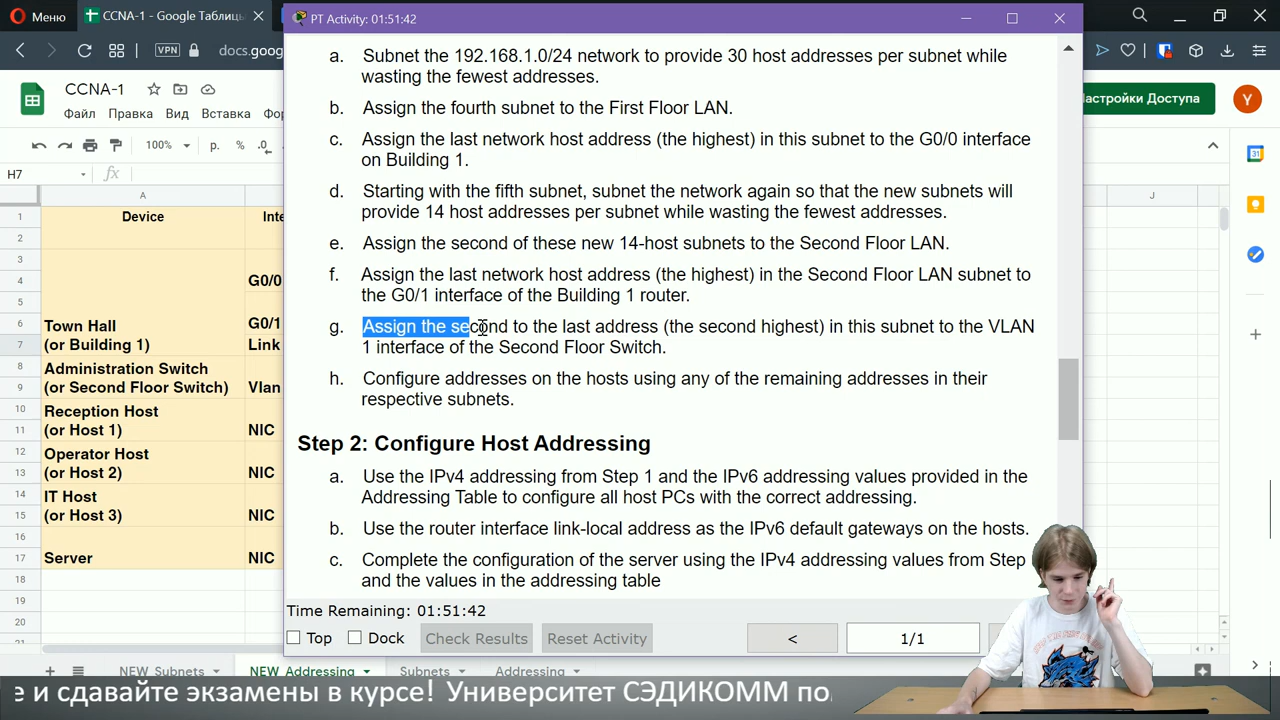 Меню
CCNA-1 - Google Таблицы
PT Activity: 01:51:42
VPN
docs.goog
CCNA-1
Файл Правка Вид Вставка
Настройки Доступа
Y
100% р. % .0
H7
fx
A
J
31
a. Subnet the 192.168.1.0/24 network to provide 30 host addresses per subnet while
wasting the fewest addresses.
b. Assign the fourth subnet to the First Floor LAN.
c. Assign the last network host address (the highest) in this subnet to the G0/0 interface
on Building 1.
d. Starting with the fifth subnet, subnet the network again so that the new subnets will
provide 14 host addresses per subnet while wasting the fewest addresses.
e. Assign the second of these new 14-host subnets to the Second Floor LAN.
f. Assign the last network host address (the highest) in the Second Floor LAN subnet to
the G0/1 interface of the Building 1 router.
g. Assign the second to the last address (the second highest) in this subnet to the VLAN
1 interface of the Second Floor Switch.
h. Configure addresses on the hosts using any of the remaining addresses in their
respective subnets.
Step 2: Configure Host Addressing
a. Use the IPv4 addressing from Step 1 and the IPv6 addressing values provided in the
Addressing Table to configure all host PCs with the correct addressing.
b. Use the router interface link-local address as the IPv6 default gateways on the hosts.
c. Complete the configuration of the server using the IPv4 addressing values from Step
and the values in the addressing table
Time Remaining: 01:51:42
Top Dock Check Results Reset Activity < 1/1
1 Device Inte
2
3
4 G0/0
5
6 Town Hall G0/1
7 (or Building 1) Link
8 Administration Switch
9 (or Second Floor Switch) Vlan
10 Reception Host
11 (or Host 1) NIC
12 Operator Host
13 (or Host 2) NIC
14 IT Host
15 (or Host 3) NIC
16
17 Server NIC
18
19
20
21
NEW Subnets NEW Addressing Subnets Addressing
е и сдавайте экзамены в курсе! Университет СЭДИКОММ по